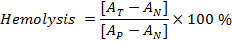 Hemolysis = [A_T − A_N] / [A_P − A_N] × 100 %